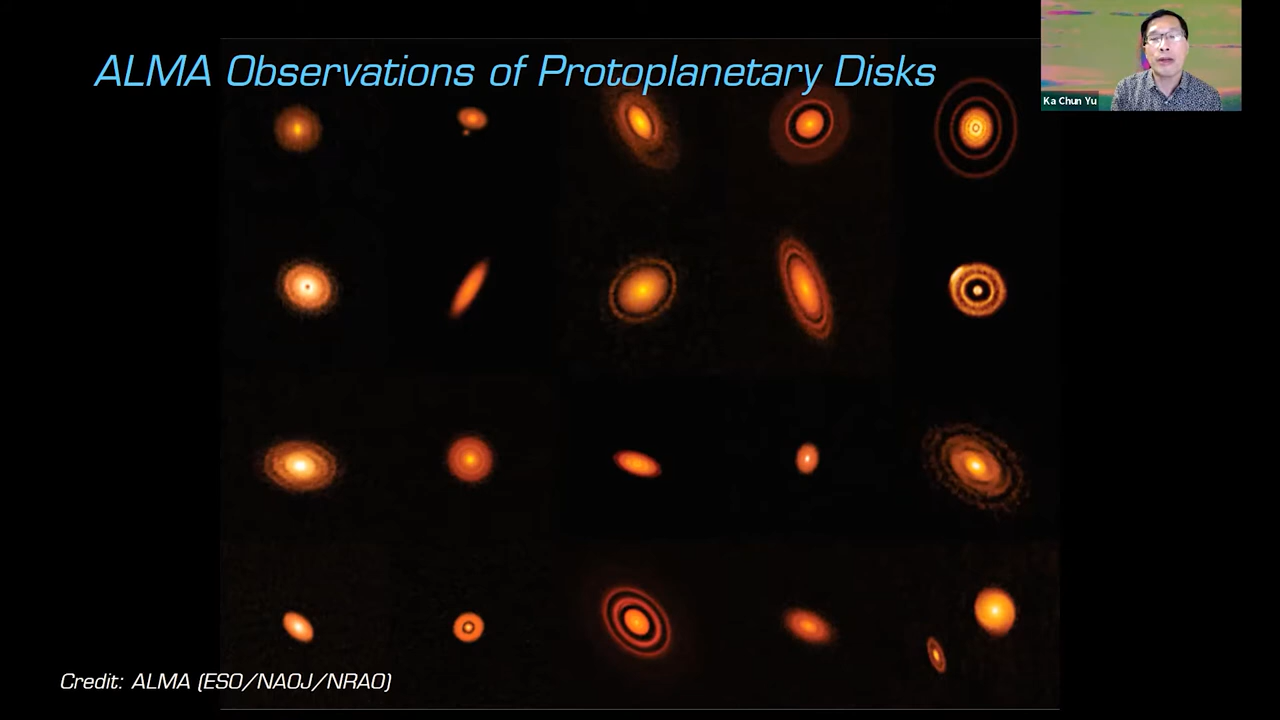 ALMA Observations of Protoplanetary Disks
Ka Chun Yu
Credit: ALMA (ESO/NAOJ/NRAO)